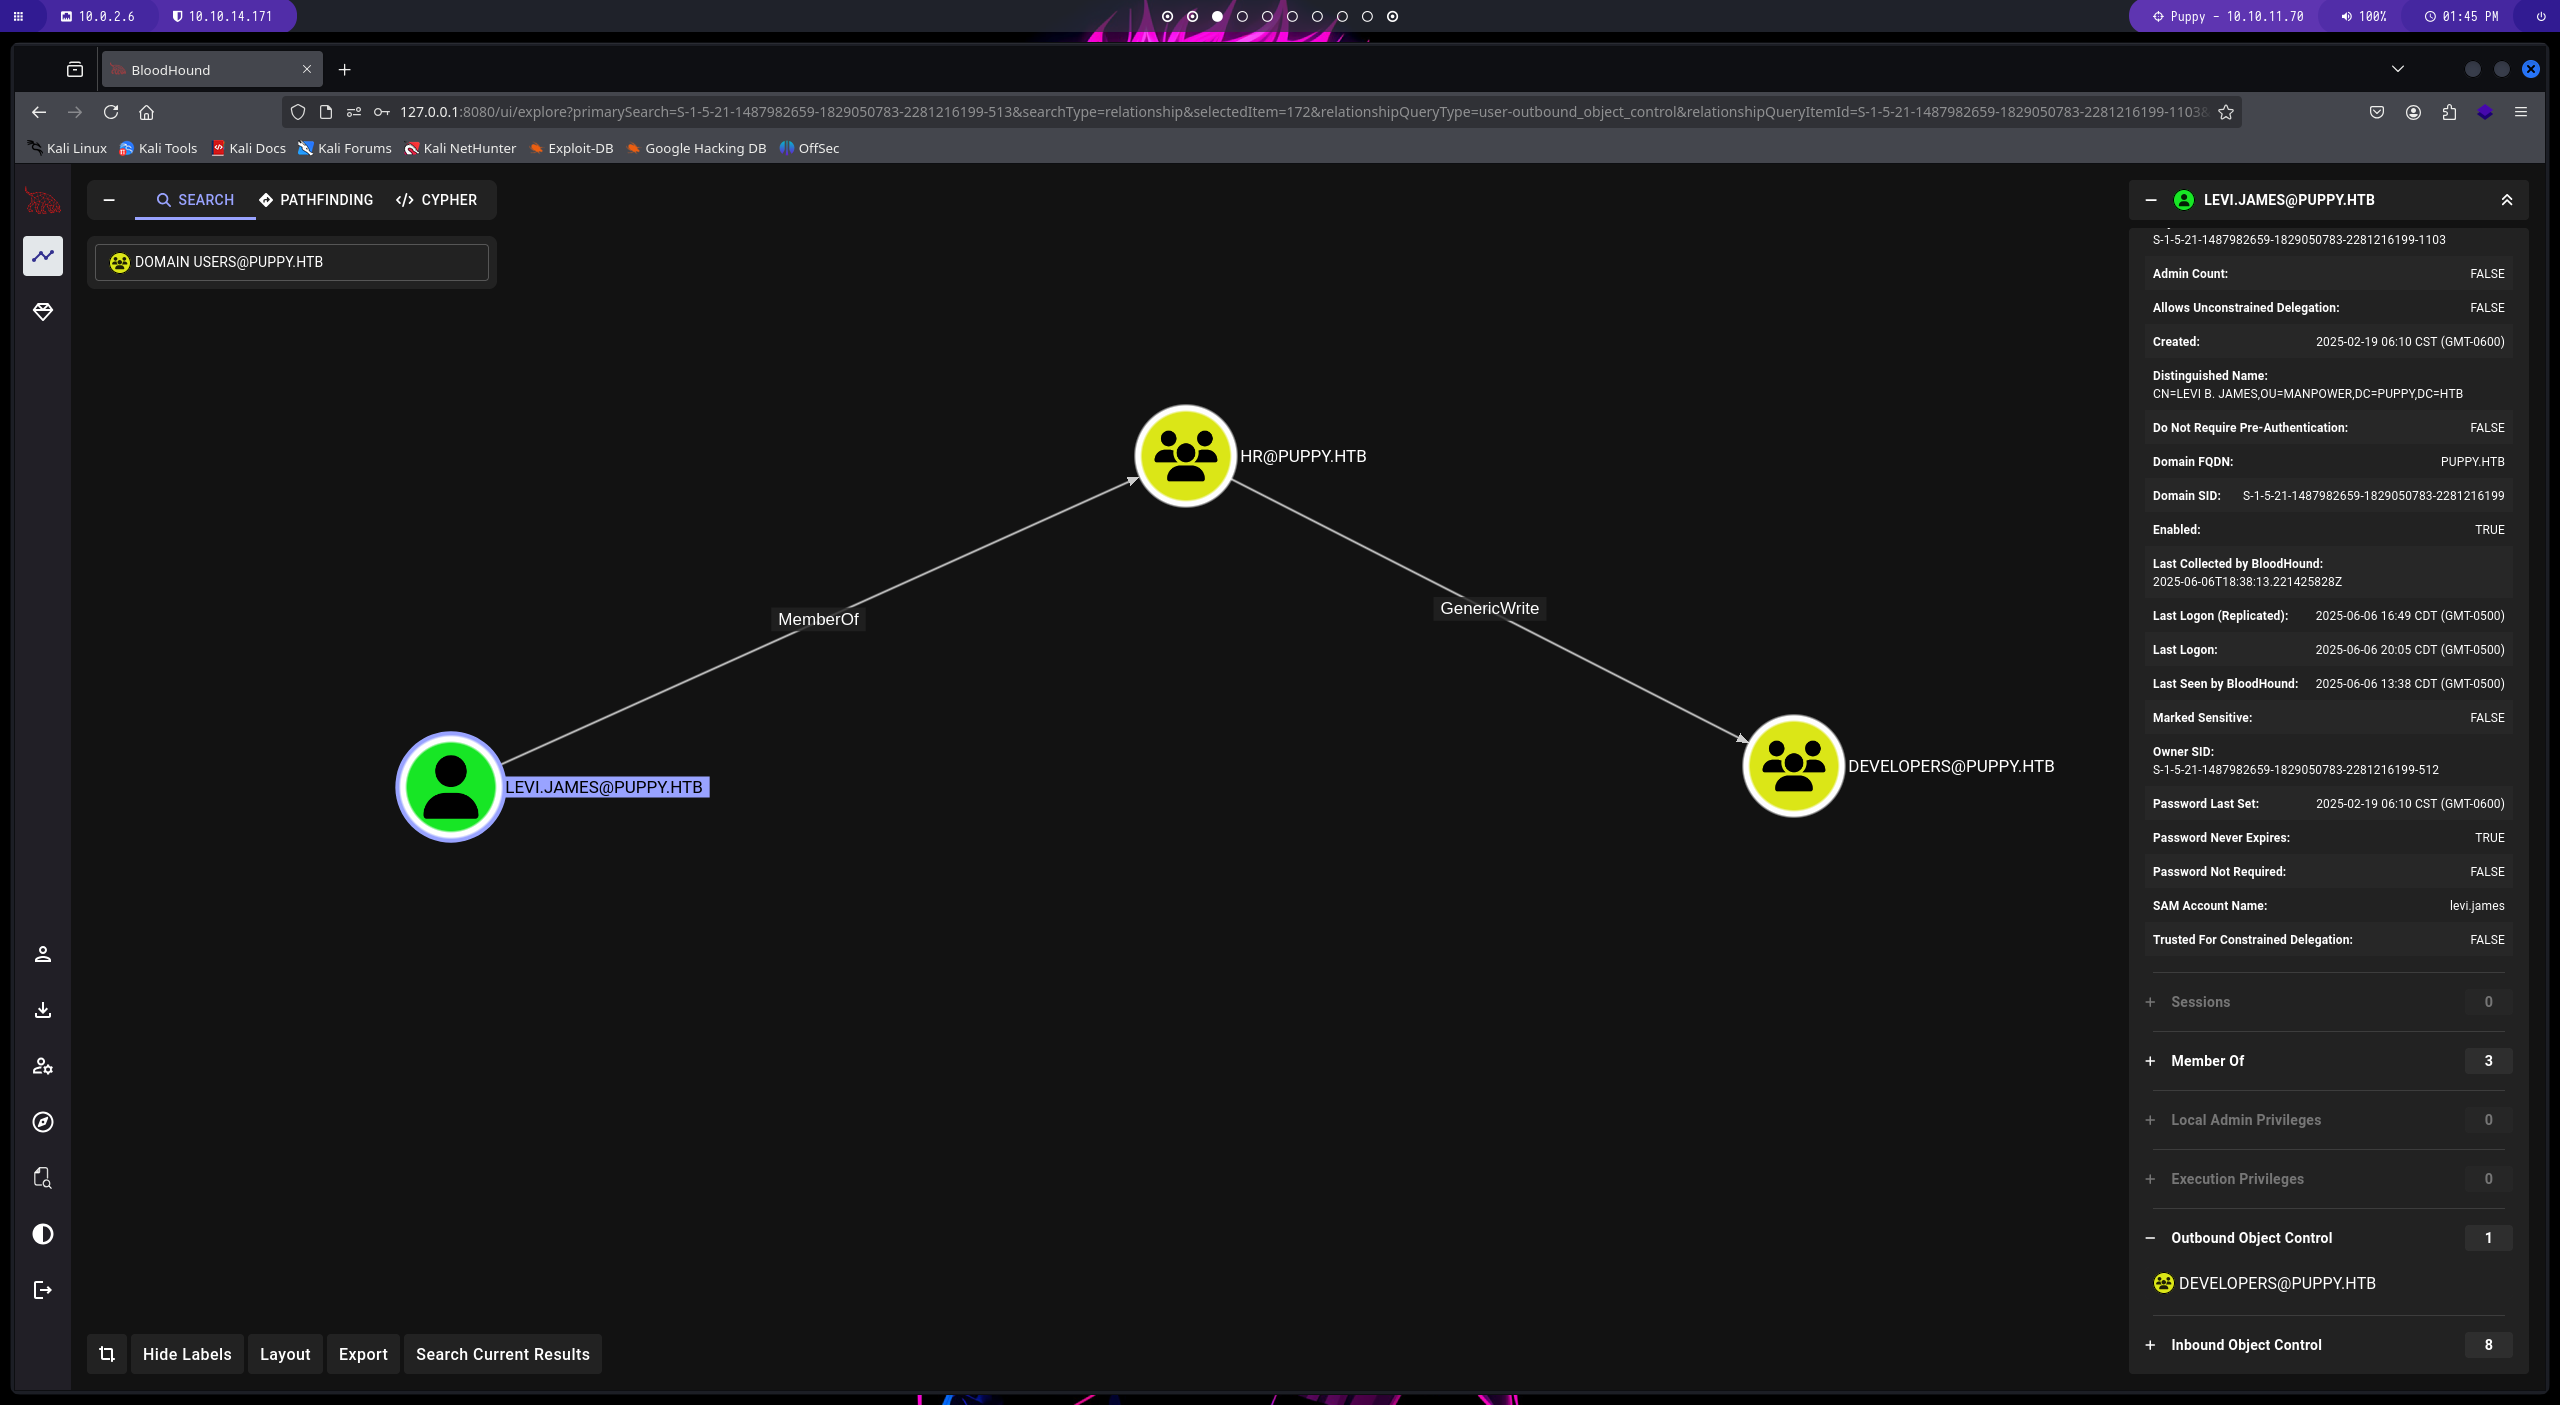 10.0.2.6 10.10.14.171 Puppy - 10.10.11.70 100% 01:45 PM
BloodHound
127.0.0.1:8080/ui/explore?primarySearch=S-1-5-21-1487982659-1829050783-2281216199-513&searchType=relationship&selectedItem=172&relationshipQueryType=user-outbound_object_control&relationshipQueryItemId=S-1-5-21-1487982659-1829050783-2281216199-1103&
Kali Linux Kali Tools Kali Docs Kali Forums Kali NetHunter Exploit-DB Google Hacking DB OffSec
SEARCH PATHFINDING CYPHER
DOMAIN USERS@PUPPY.HTB
HR@PUPPY.HTB
MemberOf
GenericWrite
LEVI.JAMES@PUPPY.HTB
DEVELOPERS@PUPPY.HTB
Hide Labels Layout Export Search Current Results
LEVI.JAMES@PUPPY.HTB
S-1-5-21-1487982659-1829050783-2281216199-1103
Admin Count: FALSE
Allows Unconstrained Delegation: FALSE
Created: 2025-02-19 06:10 CST (GMT-0600)
Distinguished Name:
CN=LEVI B. JAMES,OU=MANPOWER,DC=PUPPY,DC=HTB
Do Not Require Pre-Authentication: FALSE
Domain FQDN: PUPPY.HTB
Domain SID: S-1-5-21-1487982659-1829050783-2281216199
Enabled: TRUE
Last Collected by BloodHound:
2025-06-06T18:38:13.221425828Z
Last Logon (Replicated): 2025-06-06 16:49 CDT (GMT-0500)
Last Logon: 2025-06-06 20:05 CDT (GMT-0500)
Last Seen by BloodHound: 2025-06-06 13:38 CDT (GMT-0500)
Marked Sensitive: FALSE
Owner SID:
S-1-5-21-1487982659-1829050783-2281216199-512
Password Last Set: 2025-02-19 06:10 CST (GMT-0600)
Password Never Expires: TRUE
Password Not Required: FALSE
SAM Account Name: levi.james
Trusted For Constrained Delegation: FALSE
Sessions 0
Member Of 3
Local Admin Privileges 0
Execution Privileges 0
Outbound Object Control 1
DEVELOPERS@PUPPY.HTB
Inbound Object Control 8